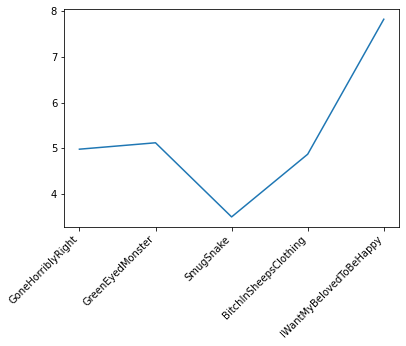 8
7
6
5
4
GoneHorriblyRight
GreenEyedMonster
SmugSnake
BitchInSheepsClothing
IWantMyBelovedToBeHappy